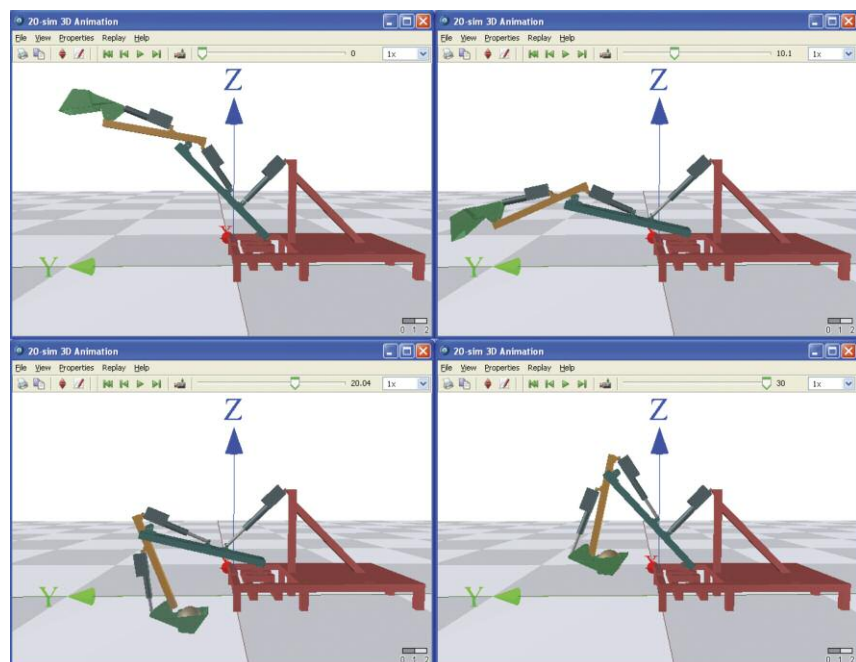 20-sim 3D Animation
File View Properties Replay Help
0 1x
Z
X
Y
0 1 2
20-sim 3D Animation
File View Properties Replay Help
10.1 1x
Z
X
Y
0 1 2
20-sim 3D Animation
File View Properties Replay Help
20.04 1x
Z
X
Y
0 1 2
20-sim 3D Animation
File View Properties Replay Help
30 1x
Z
X
Y
0 1 2